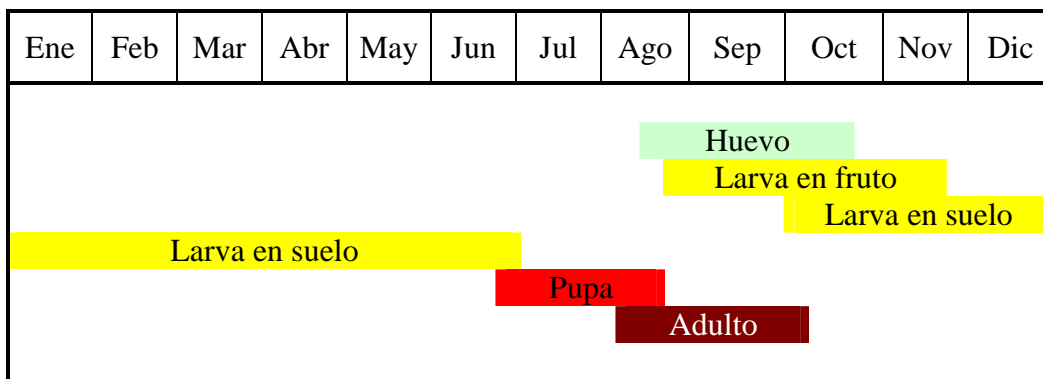 Ene Feb Mar Abr May Jun Jul Ago Sep Oct Nov Dic
Huevo
Larva en fruto
Larva en suelo
Larva en suelo
Pupa
Adulto